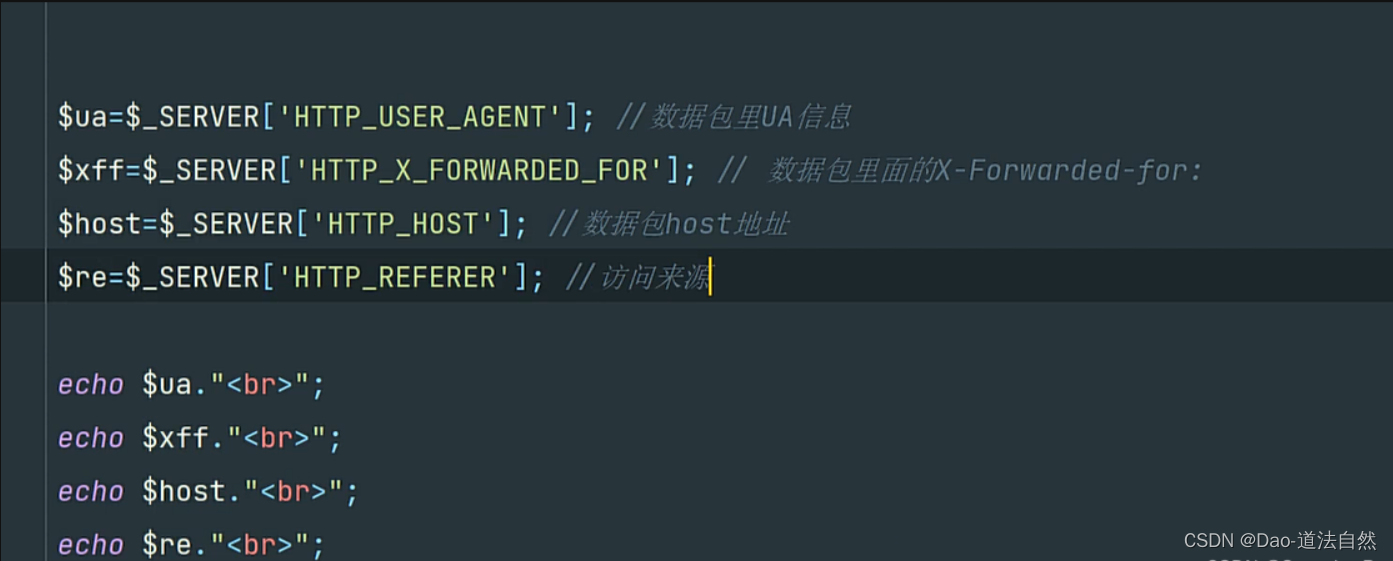 $ua=$_SERVER['HTTP_USER_AGENT']; //数据包里UA信息
$xff=$_SERVER['HTTP_X_FORWARDED_FOR']; // 数据包里面的X-Forwarded-for:
$host=$_SERVER['HTTP_HOST']; //数据包host地址
$re=$_SERVER['HTTP_REFERER']; //访问来源
echo $ua."<br>";
echo $xff."<br>";
echo $host."<br>";
echo $re."<br>";
CSDN @Dao-道法自然